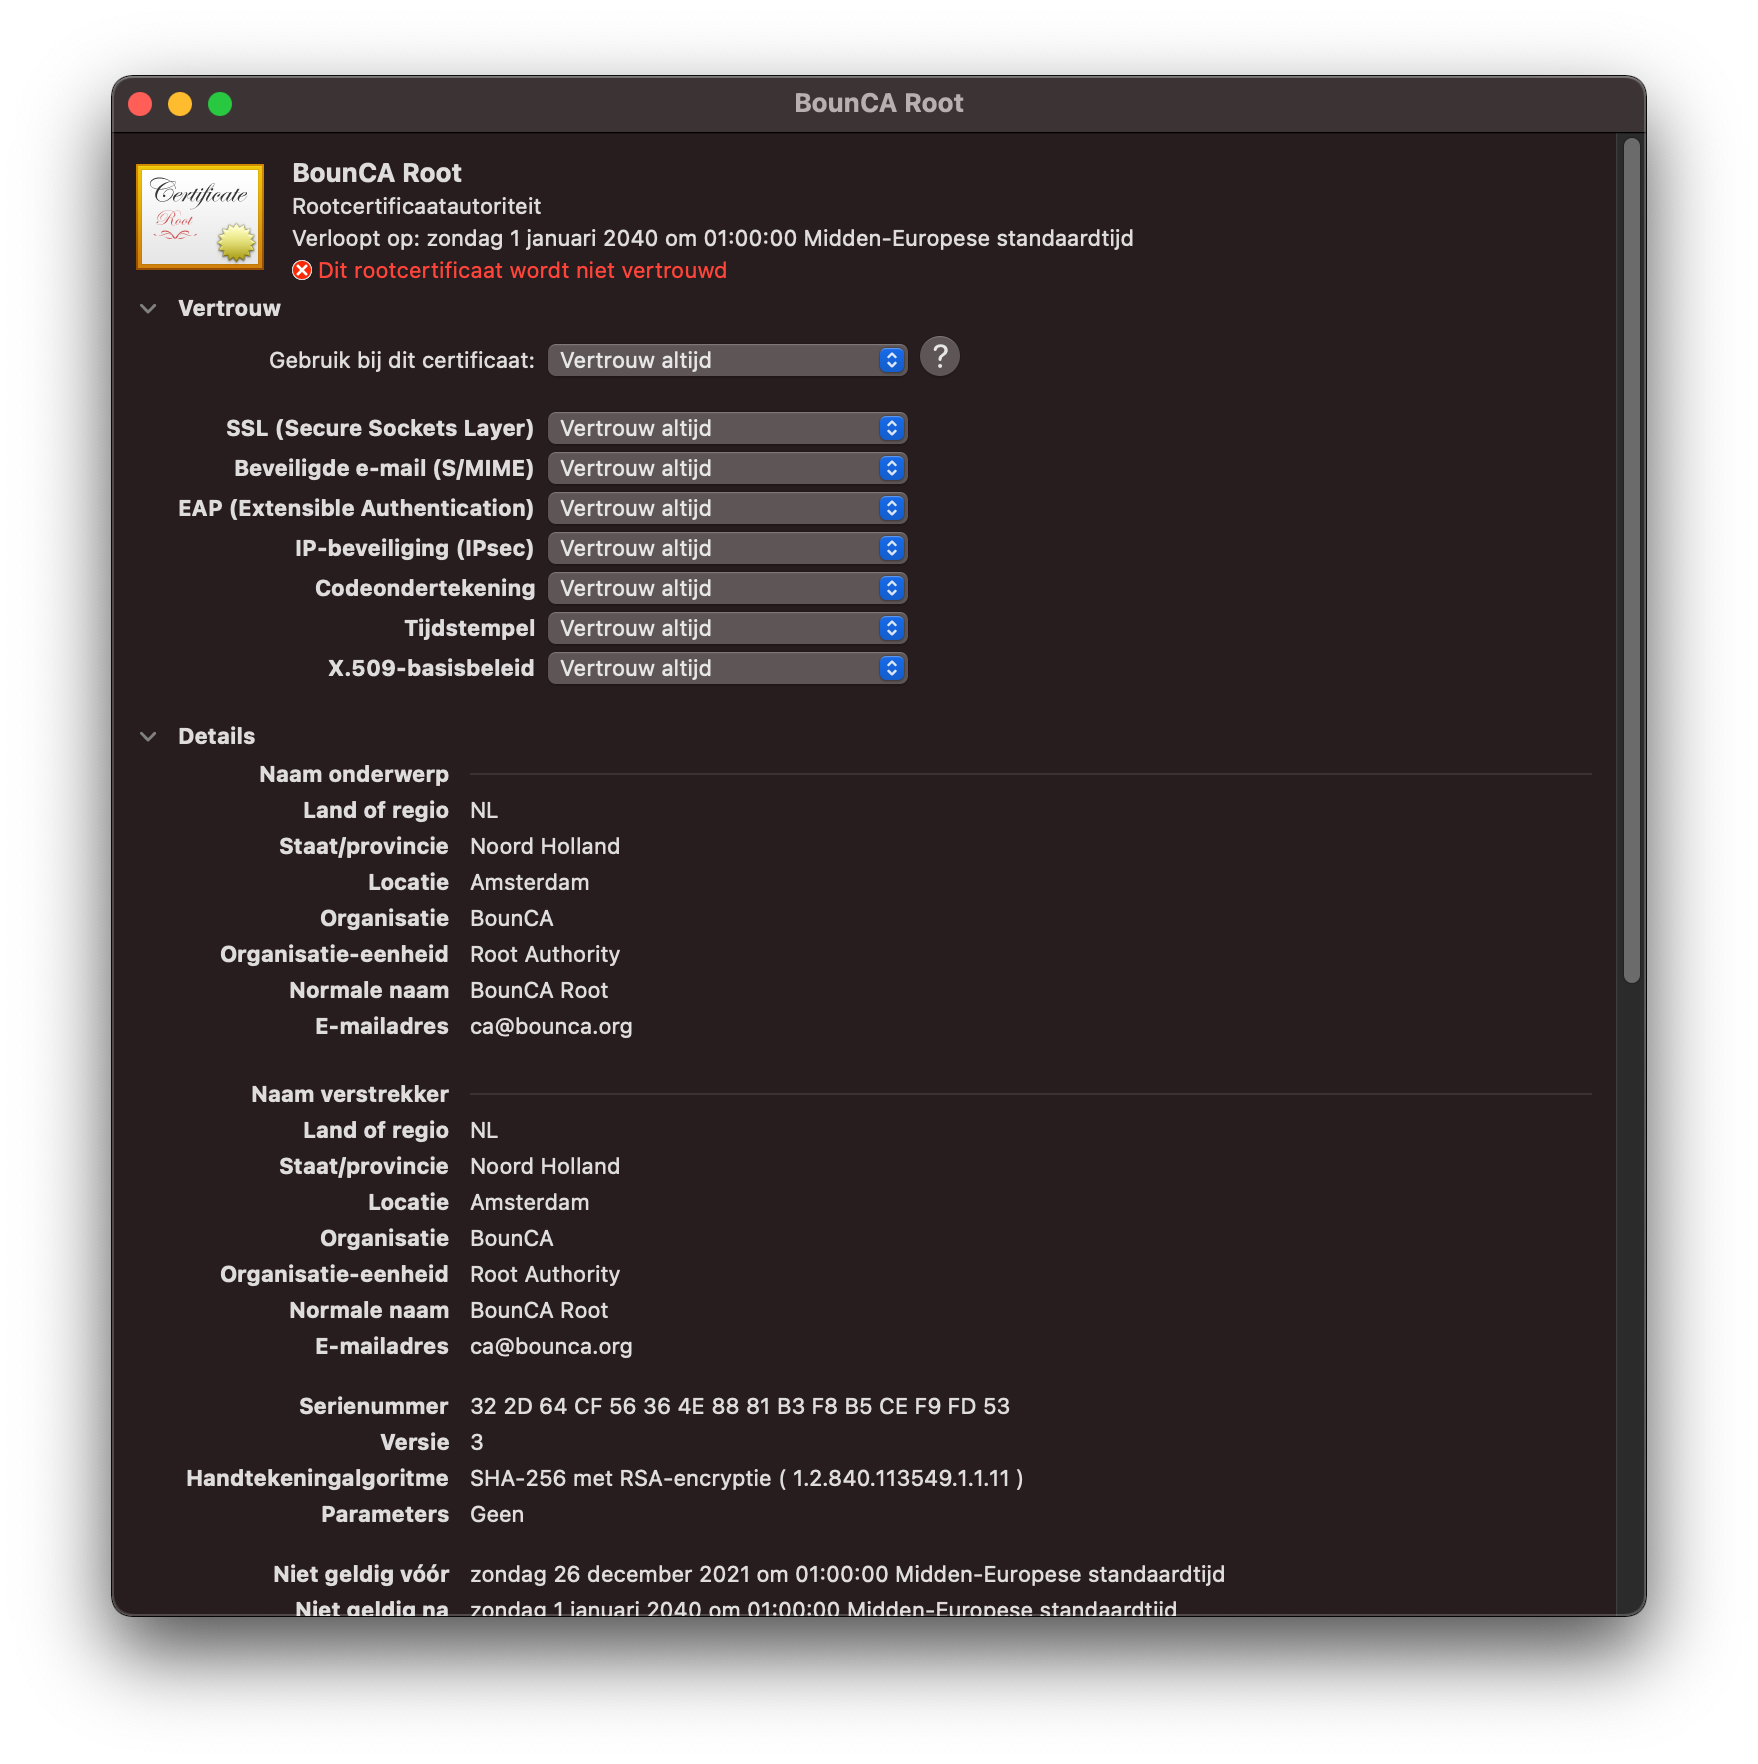 BounCA Root
Certificate
Root
BounCA Root
Rootcertificaatautoriteit
Verloopt op: zondag 1 januari 2040 om 01:00:00 Midden-Europese standaardtijd
Dit rootcertificaat wordt niet vertrouwd
Vertrouw
Gebruik bij dit certificaat: Vertrouw altijd ?
SSL (Secure Sockets Layer) Vertrouw altijd
Beveiligde e-mail (S/MIME) Vertrouw altijd
EAP (Extensible Authentication) Vertrouw altijd
IP-beveiliging (IPsec) Vertrouw altijd
Codeondertekening Vertrouw altijd
Tijdstempel Vertrouw altijd
X.509-basisbeleid Vertrouw altijd
Details
Naam onderwerp
Land of regio NL
Staat/provincie Noord Holland
Locatie Amsterdam
Organisatie BounCA
Organisatie-eenheid Root Authority
Normale naam BounCA Root
E-mailadres ca@bounca.org
Naam verstrekker
Land of regio NL
Staat/provincie Noord Holland
Locatie Amsterdam
Organisatie BounCA
Organisatie-eenheid Root Authority
Normale naam BounCA Root
E-mailadres ca@bounca.org
Serienummer 32 2D 64 CF 56 36 4E 88 81 B3 F8 B5 CE F9 FD 53
Versie 3
Handtekeningalgoritme SHA-256 met RSA-encryptie ( 1.2.840.113549.1.1.11 )
Parameters Geen
Niet geldig vóór zondag 26 december 2021 om 01:00:00 Midden-Europese standaardtijd
Niet geldig na zondag 1 januari 2040 om 01:00:00 Midden-Europese standaardtijd